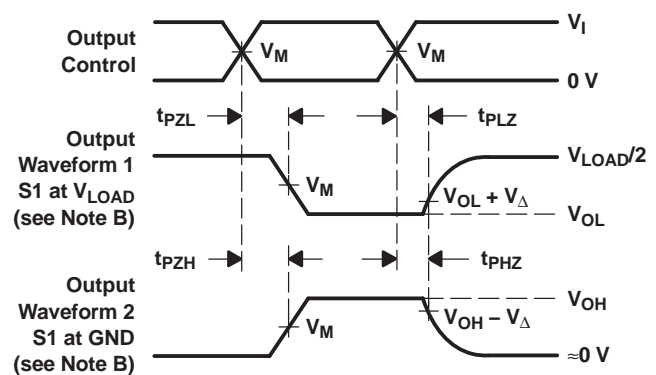 Output
Control
V_M
V_M
V_I
0 V
t_PZL
t_PLZ
Output
Waveform 1
S1 at V_LOAD
(see Note B)
V_M
V_LOAD/2
V_OL + V_Δ
V_OL
t_PZH
t_PHZ
Output
Waveform 2
S1 at GND
(see Note B)
V_M
V_OH
V_OH − V_Δ
≈0 V